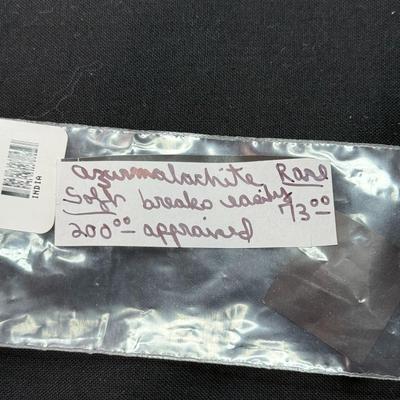 azurmalachite Rare
Soft breaks easily 73.00
200.00 appraised
INDIA